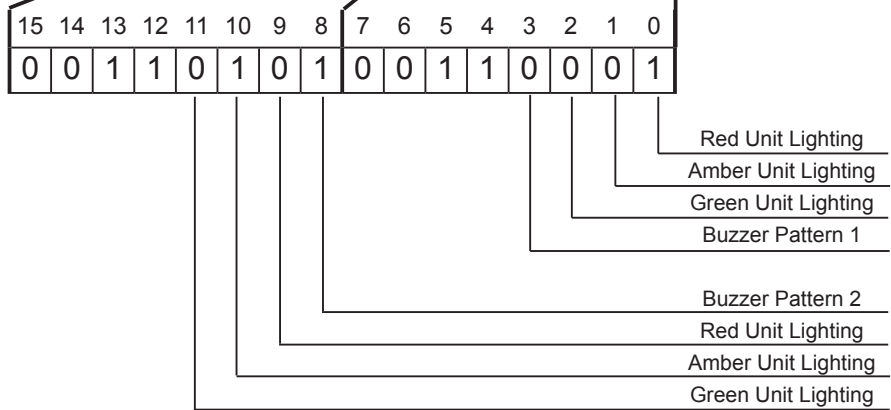 15 14 13 12 11 10 9 8 7 6 5 4 3 2 1 0
0 0 1 1 0 1 0 1 0 0 1 1 0 0 0 1
Red Unit Lighting
Amber Unit Lighting
Green Unit Lighting
Buzzer Pattern 1
Buzzer Pattern 2
Red Unit Lighting
Amber Unit Lighting
Green Unit Lighting